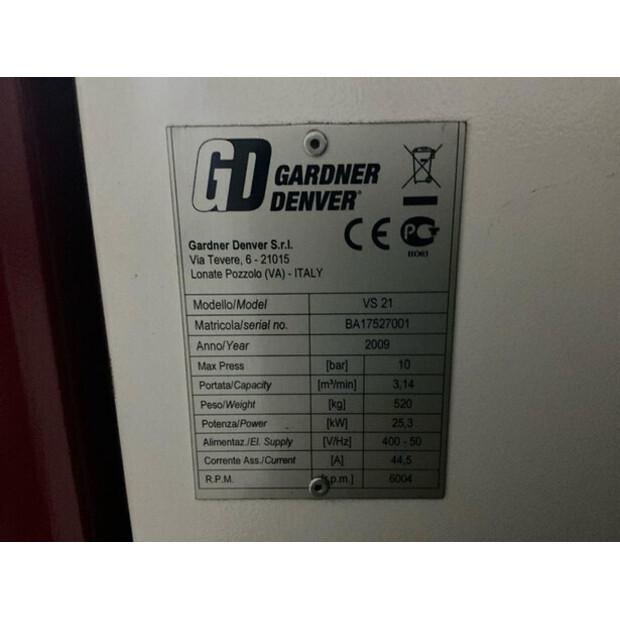 GD GARDNER
DENVER®
CE PG
Gardner Denver S.r.l.
Via Tevere, 6 - 21015
Lonate Pozzolo (VA) - ITALY
Modello/Model VS 21
Matricola/serial no. BA17527001
Anno/Year 2009
Max Press [bar] 10
Portata/Capacity [m³/min] 3,14
Peso/Weight [kg] 520
Potenza/Power [kW] 25,3
Alimentaz./El. Supply [V/Hz] 400 - 50
Corrente Ass./Current [A] 44,5
R.P.M. [r.p.m.] 6004